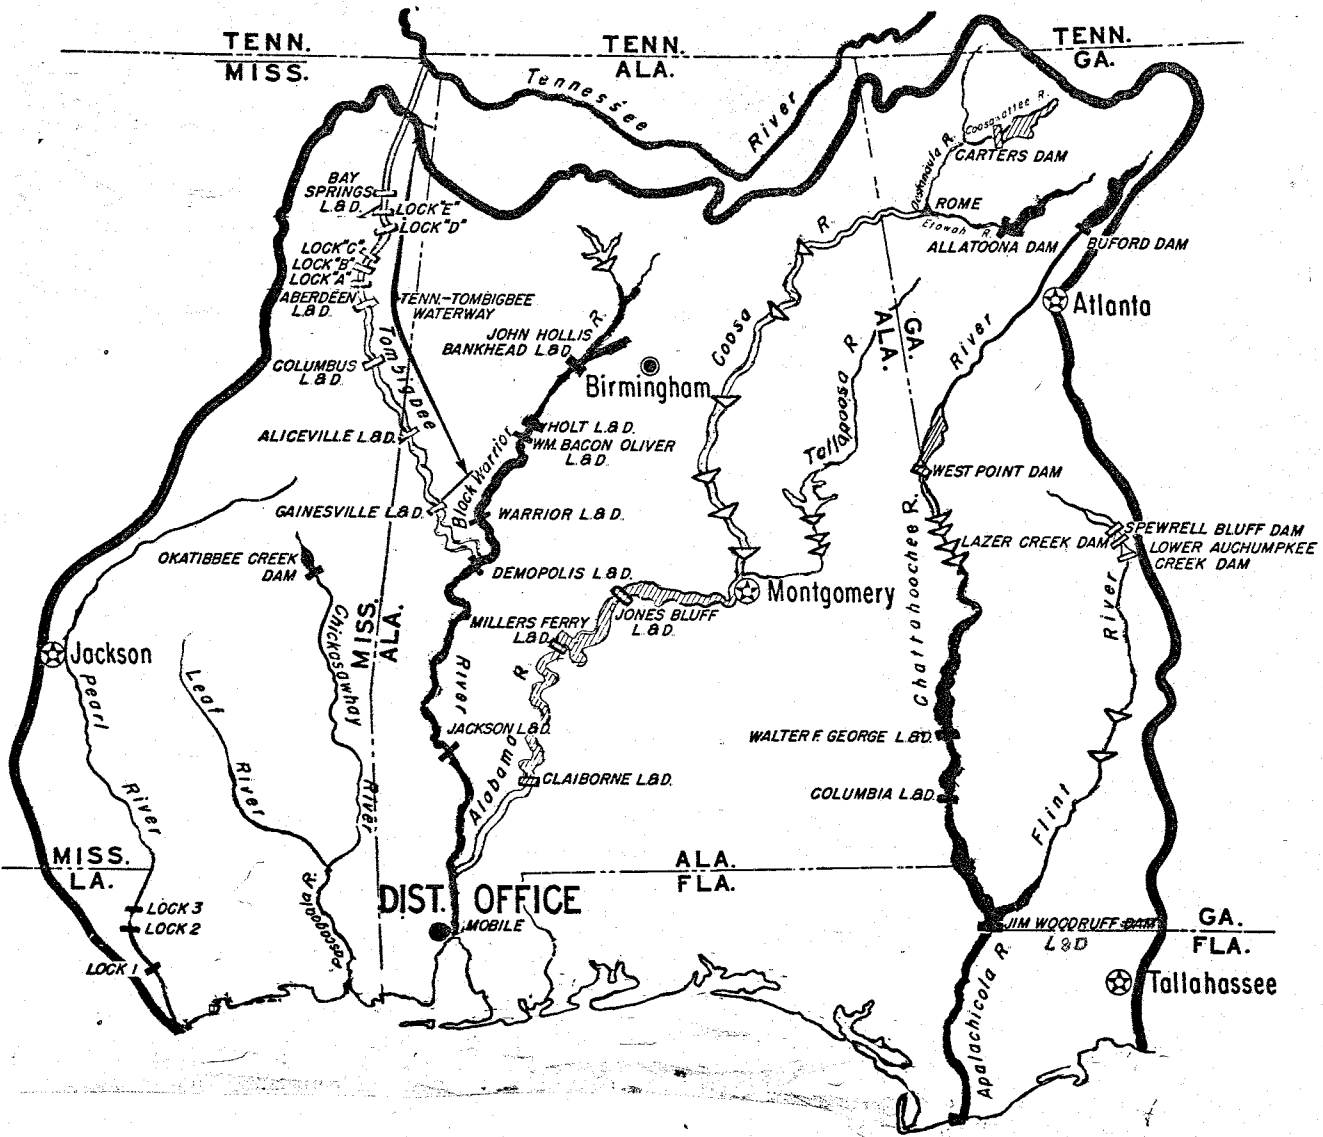 TENN.
MISS.
TENN.
ALA.
TENN.
GA.
Tennessee
River
Coosawattee R.
CARTERS DAM
Oostanaula R.
ROME
Etowah R.
ALLATOONA DAM
BUFORD DAM
BAY
SPRINGS
L.&D.
LOCK "E"
LOCK "D"
LOCK "C"
LOCK "B"
LOCK "A"
ABERDEEN
L&D.
TENN.-TOMBIGBEE
WATERWAY
Tombigbee
COLUMBUS
L&D.
JOHN HOLLIS
BANKHEAD L&D.
R.
Birmingham
Coosa
R.
Tallapoosa
R.
GA.
ALA.
River
Atlanta
ALICEVILLE L&D.
HOLT L.&D.
WM. BACON OLIVER
L.&D.
Black Warrior
WEST POINT DAM
GAINESVILLE L&D.
WARRIOR L.&D.
Chattahoochee R.
LAZER CREEK DAM
SPEWRELL BLUFF DAM
LOWER AUCHUMPKEE
CREEK DAM
OKATIBBEE CREEK
DAM
DEMOPOLIS L&D.
Montgomery
MISS.
ALA.
Chickasawhay
River
MILLERS FERRY
L&D.
JONES BLUFF
L&D.
River
Jackson
Pearl
River
Leaf
River
River
R.
Alabama
JACKSON L&D.
WALTER F. GEORGE L&D.
CLAIBORNE L&D.
COLUMBIA L&D.
Flint
MISS.
LA.
ALA.
FLA.
DIST. OFFICE
MOBILE
Pascagoula R.
LOCK 3
LOCK 2
LOCK 1
JIM WOODRUFF DAM
L&D
GA.
FLA.
Apalachicola R.
Tallahassee